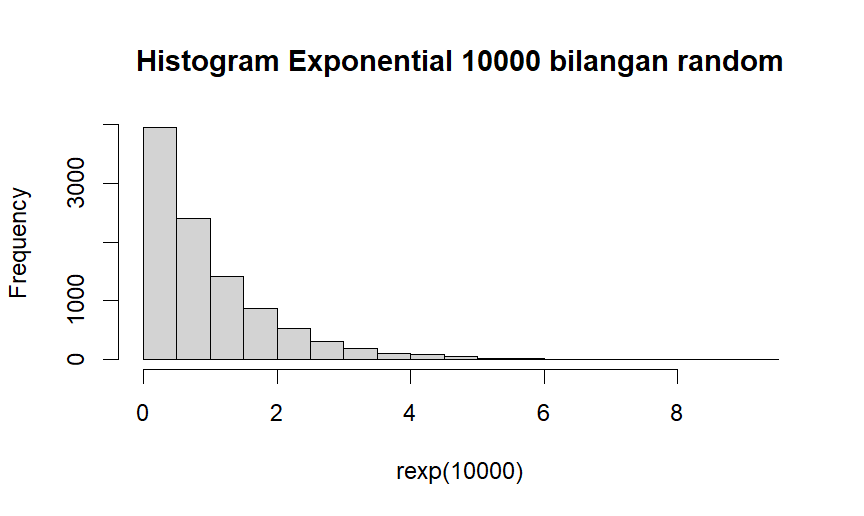 Histogram Exponential 10000 bilangan random
Frequency
3000
1000
0
0 2 4 6 8
rexp(10000)